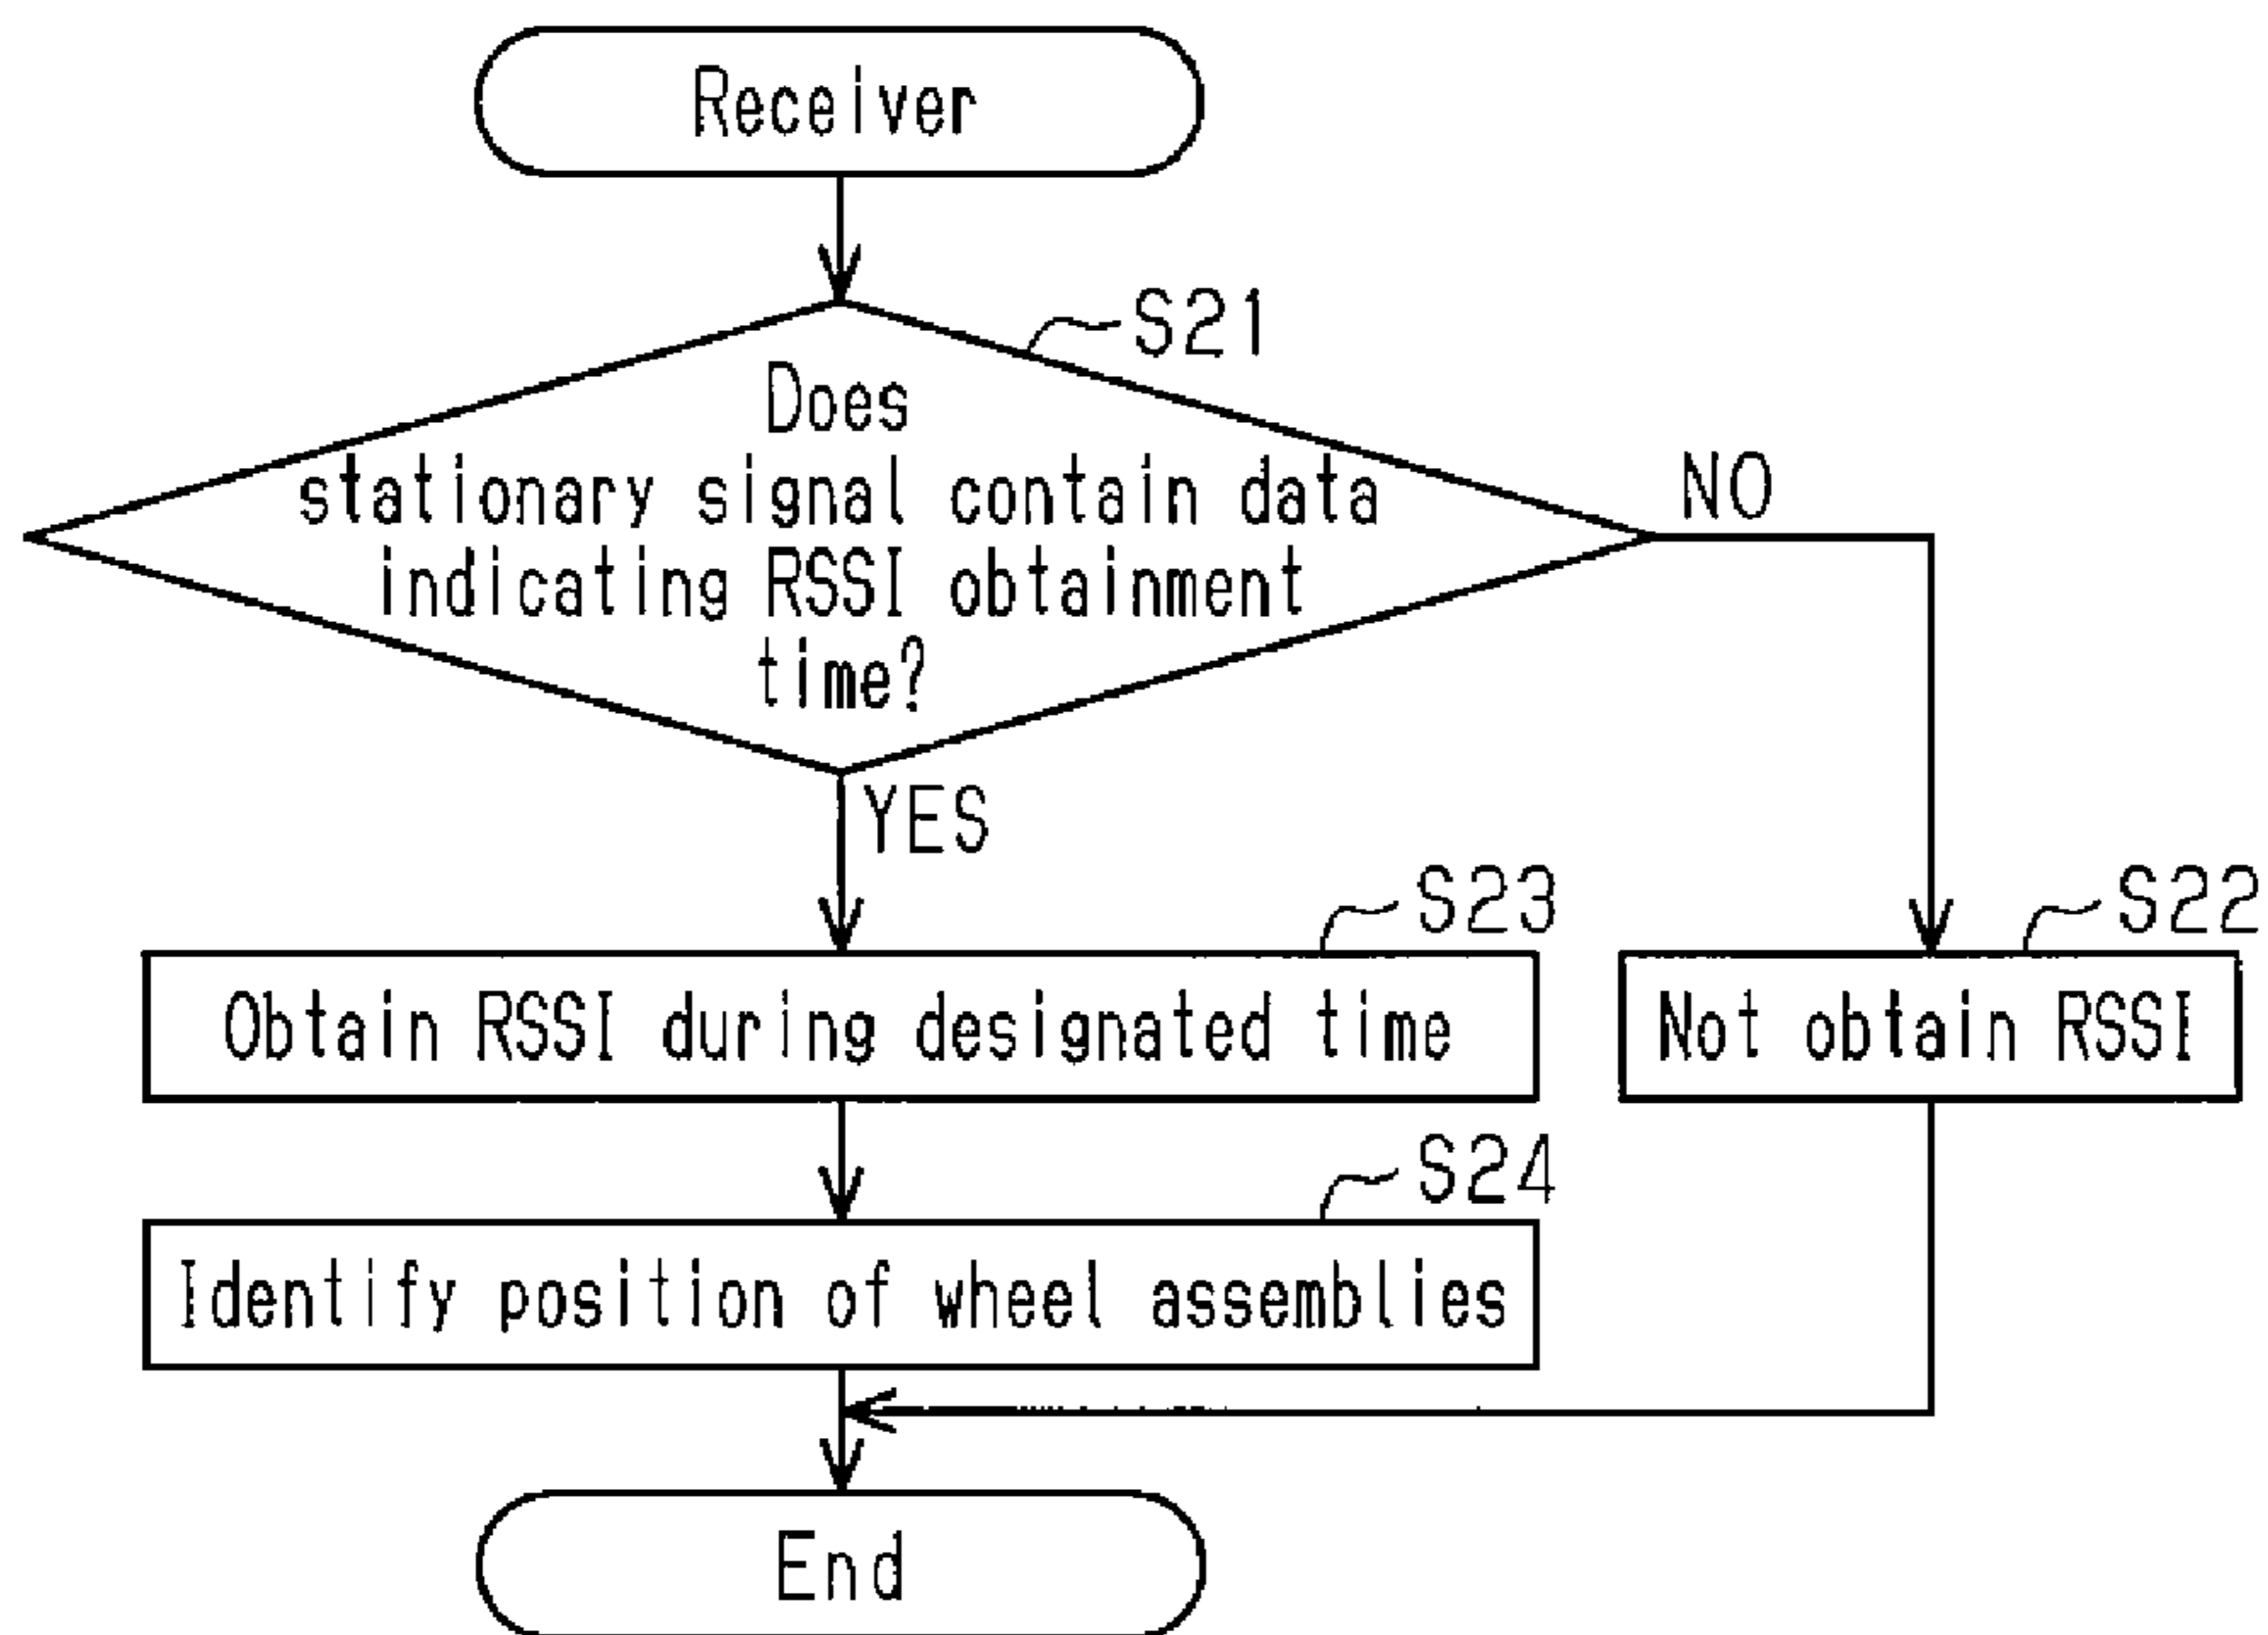 Receiver
S21
Does
stationary signal contain data
indicating RSSI obtainment
time?
NO
YES
S23
S22
Obtain RSSI during designated time
Not obtain RSSI
S24
Identify position of wheel assemblies
End